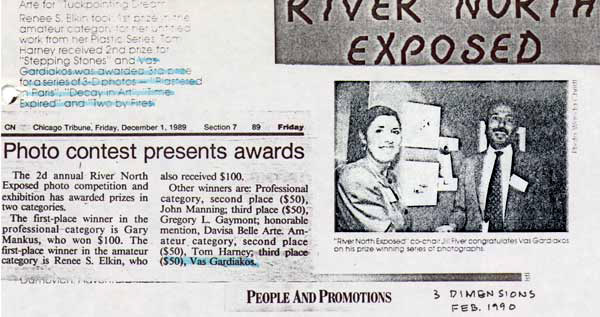 Arte for "Tuckpointing Dream
Renee S. Elkin took 1st prize in the
amateur category for her untitled
work from her Plastic Series. Tom
Harney received 2nd prize for
"Stepping Stones" and Vas
Gardiakos was awarded 3rd prize
for a series of 3-D photos — "Plastered
in Paris", "Decay in Art", "Time
Expired" and "Two by Fires.
RIVER NORTH
EXPOSED
CN Chicago Tribune, Friday, December 1, 1989 Section 7 89 Friday
Photo contest presents awards
The 2d annual River North
Exposed photo competition and
exhibition has awarded prizes in
two categories.
The first-place winner in the
professional category is Gary
Mankus, who won $100. The
first-place winner in the amateur
category is Renee S. Elkin, who
also received $100.
Other winners are: Professional
category, second place ($50),
John Manning; third place ($50),
Gregory L. Gaymont; honorable
mention, Davisa Belle Arte. Am-
ateur category, second place
($50), Tom Harney; third place
($50), Vas Gardiakos.
"River North Exposed" co-chair Jill River congratulates Vas Gardiakos
on his prize winning series of photographs.
PEOPLE AND PROMOTIONS
3 DIMENSIONS
FEB. 1990